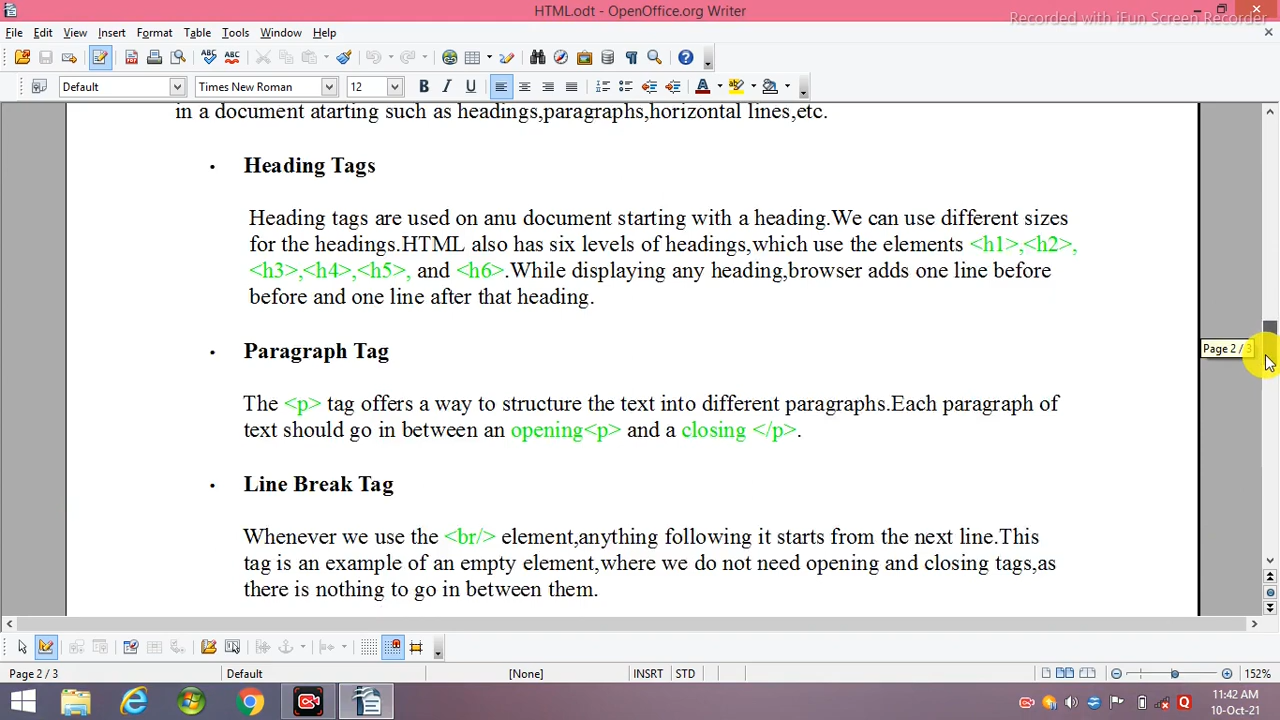 HTML.odt - OpenOffice.org Writer
Recorded with iFun Screen Recorder
File Edit View Insert Format Table Tools Window Help
Default Times New Roman 12
in a document atarting such as headings,paragraphs,horizontal lines,etc.
• Heading Tags
Heading tags are used on anu document starting with a heading.We can use different sizes
for the headings.HTML also has six levels of headings,which use the elements <h1>,<h2>,
<h3>,<h4>,<h5>, and <h6>.While displaying any heading,browser adds one line before
before and one line after that heading.
• Paragraph Tag
Page 2 / 3
The <p> tag offers a way to structure the text into different paragraphs.Each paragraph of
text should go in between an opening<p> and a closing </p>.
• Line Break Tag
Whenever we use the <br/> element,anything following it starts from the next line.This
tag is an example of an empty element,where we do not need opening and closing tags,as
there is nothing to go in between them.
Page 2 / 3 Default [None] INSRT STD 152%
11:42 AM
10-Oct-21